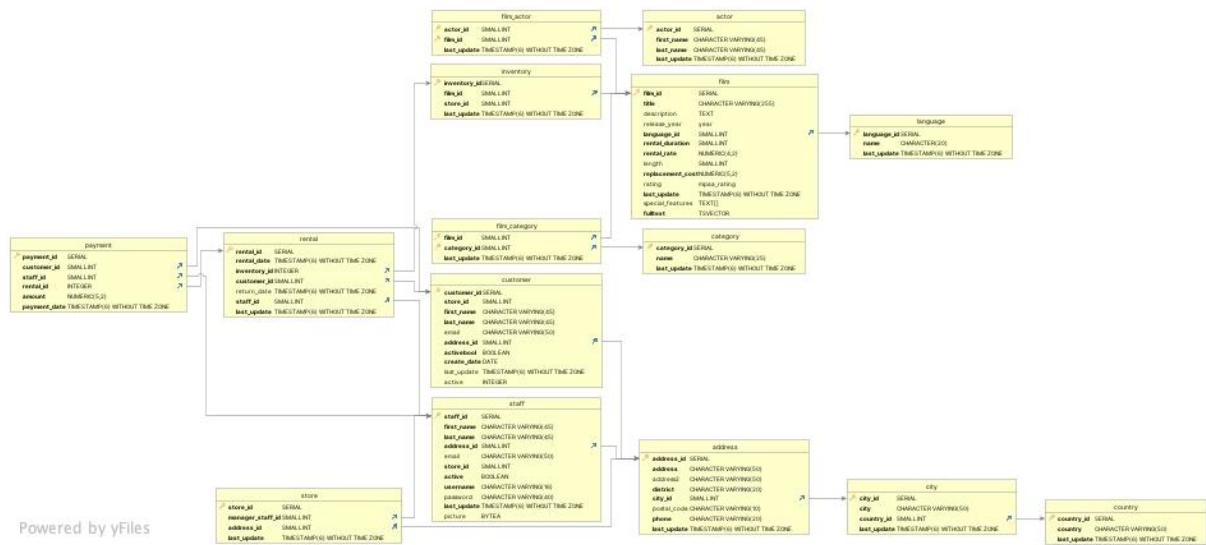 film_actor
actor_id SMALLINT
film_id SMALLINT
last_update TIMESTAMP(6) WITHOUT TIME ZONE
actor
actor_id SERIAL
first_name CHARACTER VARYING(45)
last_name CHARACTER VARYING(45)
last_update TIMESTAMP(6) WITHOUT TIME ZONE
inventory
inventory_id SERIAL
film_id SMALLINT
store_id SMALLINT
last_update TIMESTAMP(6) WITHOUT TIME ZONE
film
film_id SERIAL
title CHARACTER VARYING(255)
description TEXT
release_year year
language_id SMALLINT
rental_duration SMALLINT
rental_rate NUMERIC(4,2)
length SMALLINT
replacement_cost NUMERIC(5,2)
rating mpaa_rating
last_update TIMESTAMP(6) WITHOUT TIME ZONE
special_features TEXT[]
fulltext TSVECTOR
language
language_id SERIAL
name CHARACTER(20)
last_update TIMESTAMP(6) WITHOUT TIME ZONE
payment
payment_id SERIAL
customer_id SMALLINT
staff_id SMALLINT
rental_id INTEGER
amount NUMERIC(5,2)
payment_date TIMESTAMP(6) WITHOUT TIME ZONE
rental
rental_id SERIAL
rental_date TIMESTAMP(6) WITHOUT TIME ZONE
inventory_id INTEGER
customer_id SMALLINT
return_date TIMESTAMP(6) WITHOUT TIME ZONE
staff_id SMALLINT
last_update TIMESTAMP(6) WITHOUT TIME ZONE
film_category
film_id SMALLINT
category_id SMALLINT
last_update TIMESTAMP(6) WITHOUT TIME ZONE
category
category_id SERIAL
name CHARACTER VARYING(25)
last_update TIMESTAMP(6) WITHOUT TIME ZONE
customer
customer_id SERIAL
store_id SMALLINT
first_name CHARACTER VARYING(45)
last_name CHARACTER VARYING(45)
email CHARACTER VARYING(50)
address_id SMALLINT
activebool BOOLEAN
create_date DATE
last_update TIMESTAMP(6) WITHOUT TIME ZONE
active INTEGER
staff
staff_id SERIAL
first_name CHARACTER VARYING(45)
last_name CHARACTER VARYING(45)
address_id SMALLINT
email CHARACTER VARYING(50)
store_id SMALLINT
active BOOLEAN
username CHARACTER VARYING(16)
password CHARACTER VARYING(40)
last_update TIMESTAMP(6) WITHOUT TIME ZONE
picture BYTEA
store
store_id SERIAL
manager_staff_id SMALLINT
address_id SMALLINT
last_update TIMESTAMP(6) WITHOUT TIME ZONE
address
address_id SERIAL
address CHARACTER VARYING(50)
address2 CHARACTER VARYING(50)
district CHARACTER VARYING(20)
city_id SMALLINT
postal_code CHARACTER VARYING(10)
phone CHARACTER VARYING(20)
last_update TIMESTAMP(6) WITHOUT TIME ZONE
city
city_id SERIAL
city CHARACTER VARYING(50)
country_id SMALLINT
last_update TIMESTAMP(6) WITHOUT TIME ZONE
country
country_id SERIAL
country CHARACTER VARYING(50)
last_update TIMESTAMP(6) WITHOUT TIME ZONE
Powered by yFiles